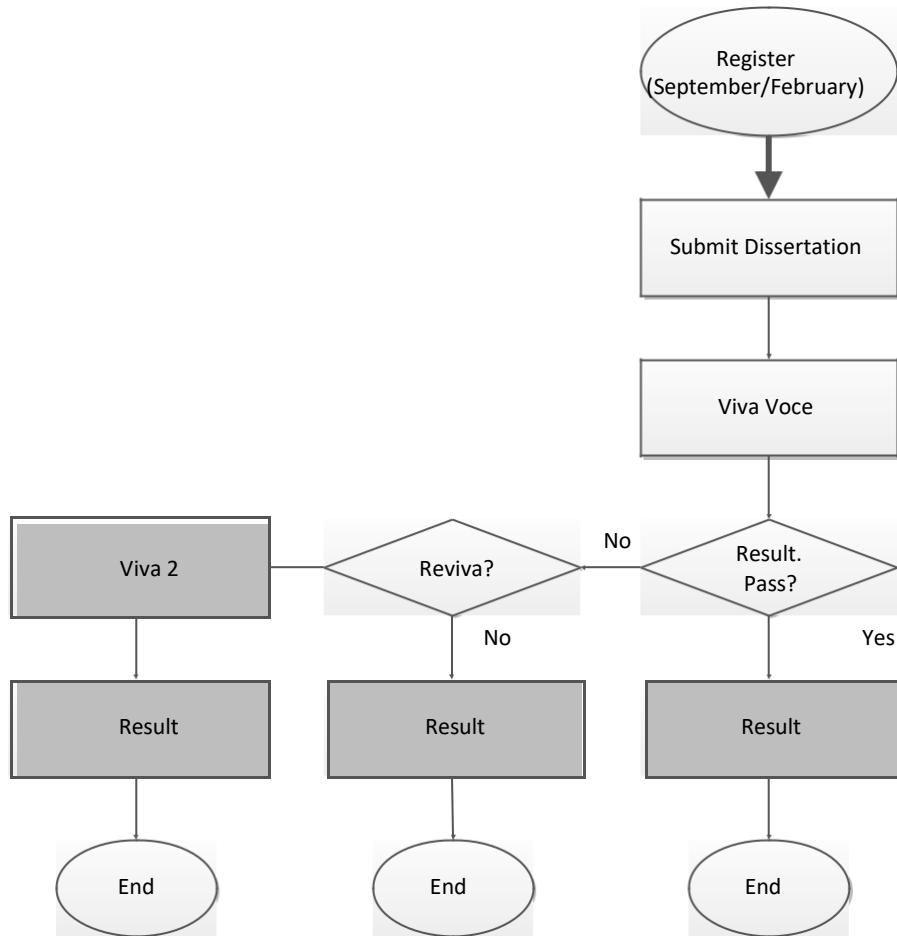 Register
(September/February)
Submit Dissertation
Viva Voce
Result.
Pass?
No
Reviva?
Viva 2
No
Yes
Result
Result
Result
End
End
End